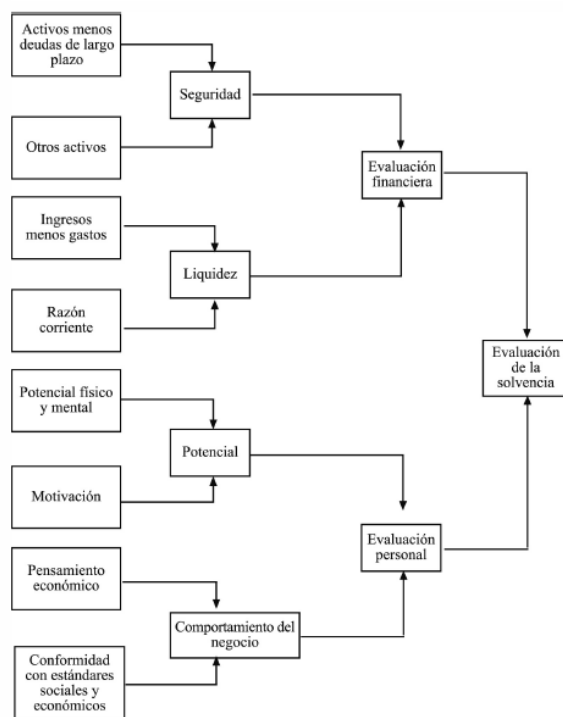 Activos menos
deudas de largo
plazo
Seguridad
Otros activos
Evaluación
financiera
Ingresos
menos gastos
Liquidez
Razón
corriente
Evaluación
de la
solvencia
Potencial físico
y mental
Potencial
Motivación
Evaluación
personal
Pensamiento
económico
Comportamiento del
negocio
Conformidad
con estándares
sociales y
económicos